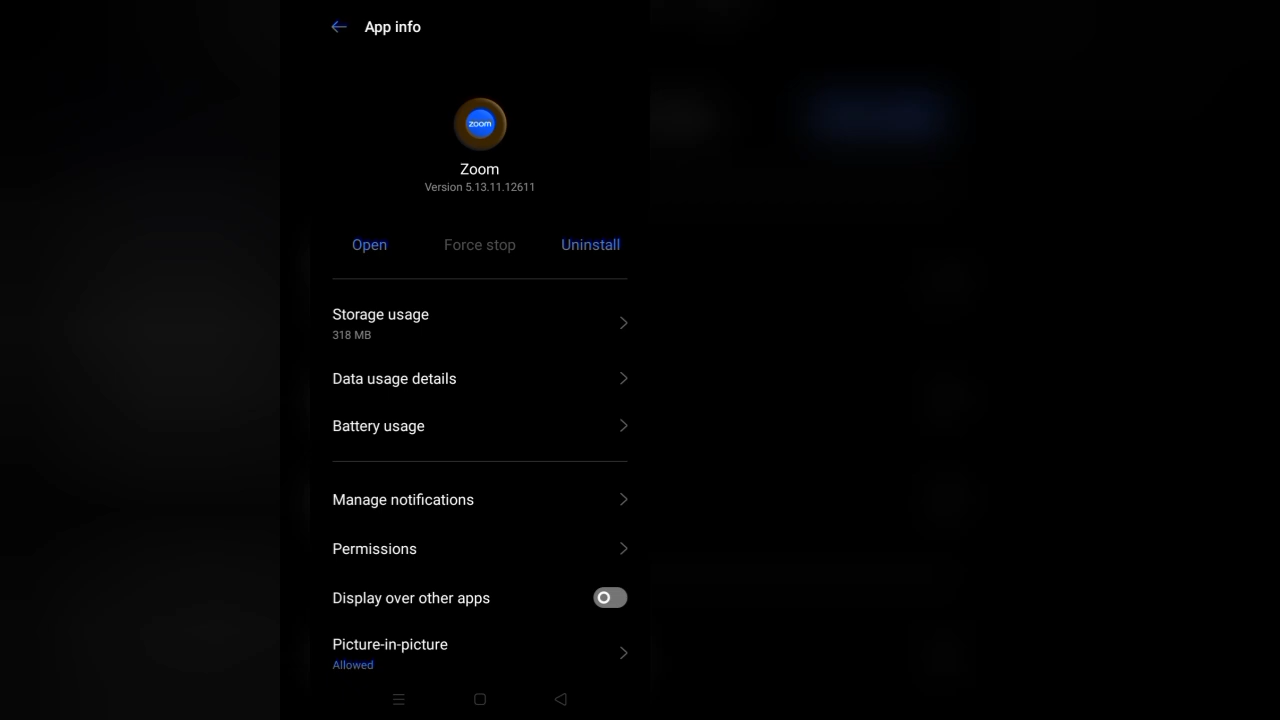 App info
zoom
Zoom
Version 5.13.11.12611
Open Force stop Uninstall
Storage usage
318 MB
Data usage details
Battery usage
Manage notifications
Permissions
Display over other apps
Picture-in-picture
Allowed